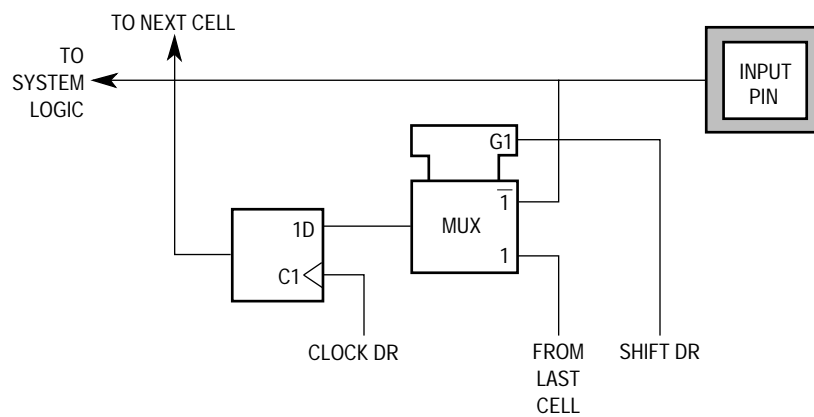 TO NEXT CELL
TO
SYSTEM
LOGIC
INPUT
PIN
G1
1
MUX
1D
1
C1
CLOCK DR
FROM
LAST
CELL
SHIFT DR